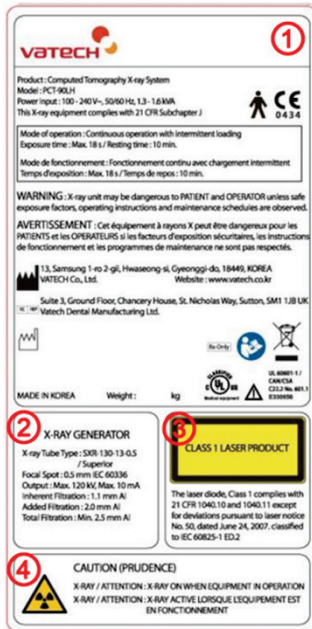 ①
vatech
Product : Computed Tomography X-ray System
Model : PCT-90LH
Power input : 100 - 240 V~, 50/60 Hz, 1.3 - 1.6 kVA
This X-ray equipment complies with 21 CFR Subchapter J
CE
0434
Mode of operation : Continuous operation with intermittent loading
Exposure time : Max. 18 s / Resting time : 10 min.
Mode de fonctionnement : Fonctionnement continu avec chargement intermittent
Temps d'exposition : Max. 18 s / Temps de repos : 10 min.
WARNING : X-ray unit may be dangerous to PATIENT and OPERATOR unless safe
exposure factors, operating instructions and maintenance schedules are observed.
AVERTISSEMENT : Cet équipement à rayons X peut être dangereux pour les
PATIENTS et les OPERATEURS si les facteurs d'exposition sécuritaires, les instructions
de fonctionnement et les programmes de maintenance ne sont pas respectés.
13, Samsung 1-ro 2-gil, Hwaseong-si, Gyeonggi-do, 18449, KOREA
VATECH Co., Ltd. Website : www.vatech.co.kr
Suite 3, Ground Floor, Chancery House, St. Nicholas Way, Sutton, SM1 1JB UK
EC REP Vatech Dental Manufacturing Ltd.
Rx Only
CLASSIFIED
UL
Medical equipment
UL 60601-1 /
CAN/CSA
C22.2 No. 601.1
E330658
MADE IN KOREA Weight : kg
②
X-RAY GENERATOR
X-ray Tube Type : SXR-130-13-0.5
/ Superior
Focal Spot : 0.5 mm IEC 60336
Output : Max. 120 kV, Max. 10 mA
Inherent Filtration : 1.1 mm Al
Added Filtration : 2.0 mm Al
Total Filtration : Min. 2.5 mm Al
③
CLASS 1 LASER PRODUCT
The laser diode, Class 1 complies with
21 CFR 1040.10 and 1040.11 except
for deviations pursuant to laser notice
No. 50, dated June 24, 2007. classified
to IEC 60825-1 ED.2
④
CAUTION (PRUDENCE)
X-RAY / ATTENTION : X-RAY ON WHEN EQUIPMENT IN OPERATION
X-RAY / ATTENTION : X-RAY ACTIVE LORSQUE L'EQUIPEMENT EST
EN FONCTIONNEMENT